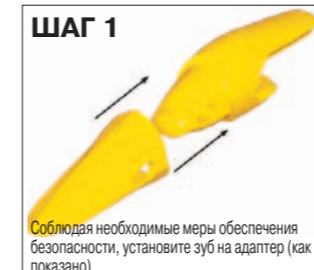 ШАГ 1
Соблюдая необходимые меры обеспечения
безопасности, установите зуб на адаптер (как
показано)